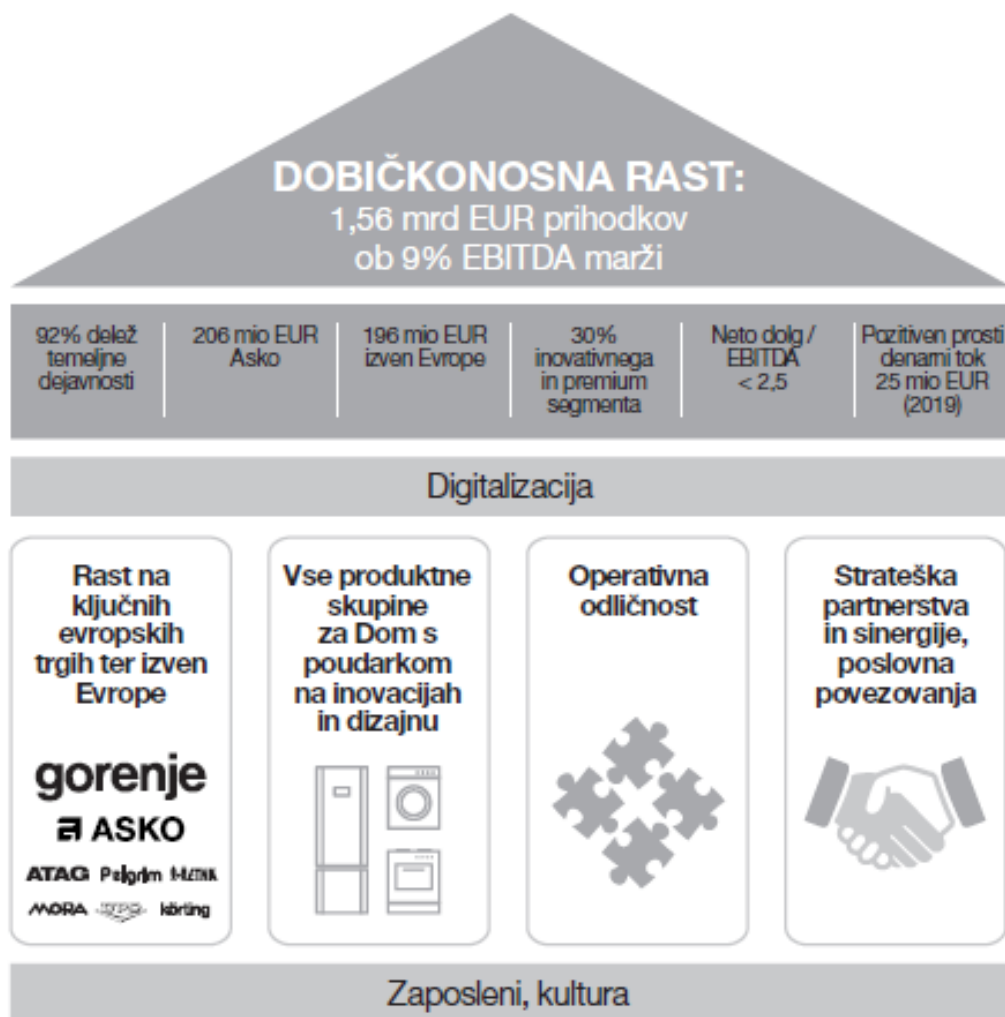 DOBIČKONOSNA RAST:
1,56 mrd EUR prihodkov
ob 9% EBITDA marži
92% delež
temeljne
dejavnosti
206 mio EUR
Asko
196 mio EUR
izven Evrope
30%
inovativnega
in premium
segmenta
Neto dolg /
EBITDA
< 2,5
Pozitiven prosti
denarni tok
25 mio EUR
(2019)
Digitalizacija
Rast na
ključnih
evropskih
trgih ter izven
Evrope
gorenje
ASKO
ATAG Pelgrim
MORA körting
Vse produktne
skupine
za Dom s
poudarkom
na inovacijah
in dizajnu
Operativna
odličnost
Strateška
partnerstva
in sinergije,
poslovna
povezovanja
Zaposleni, kultura